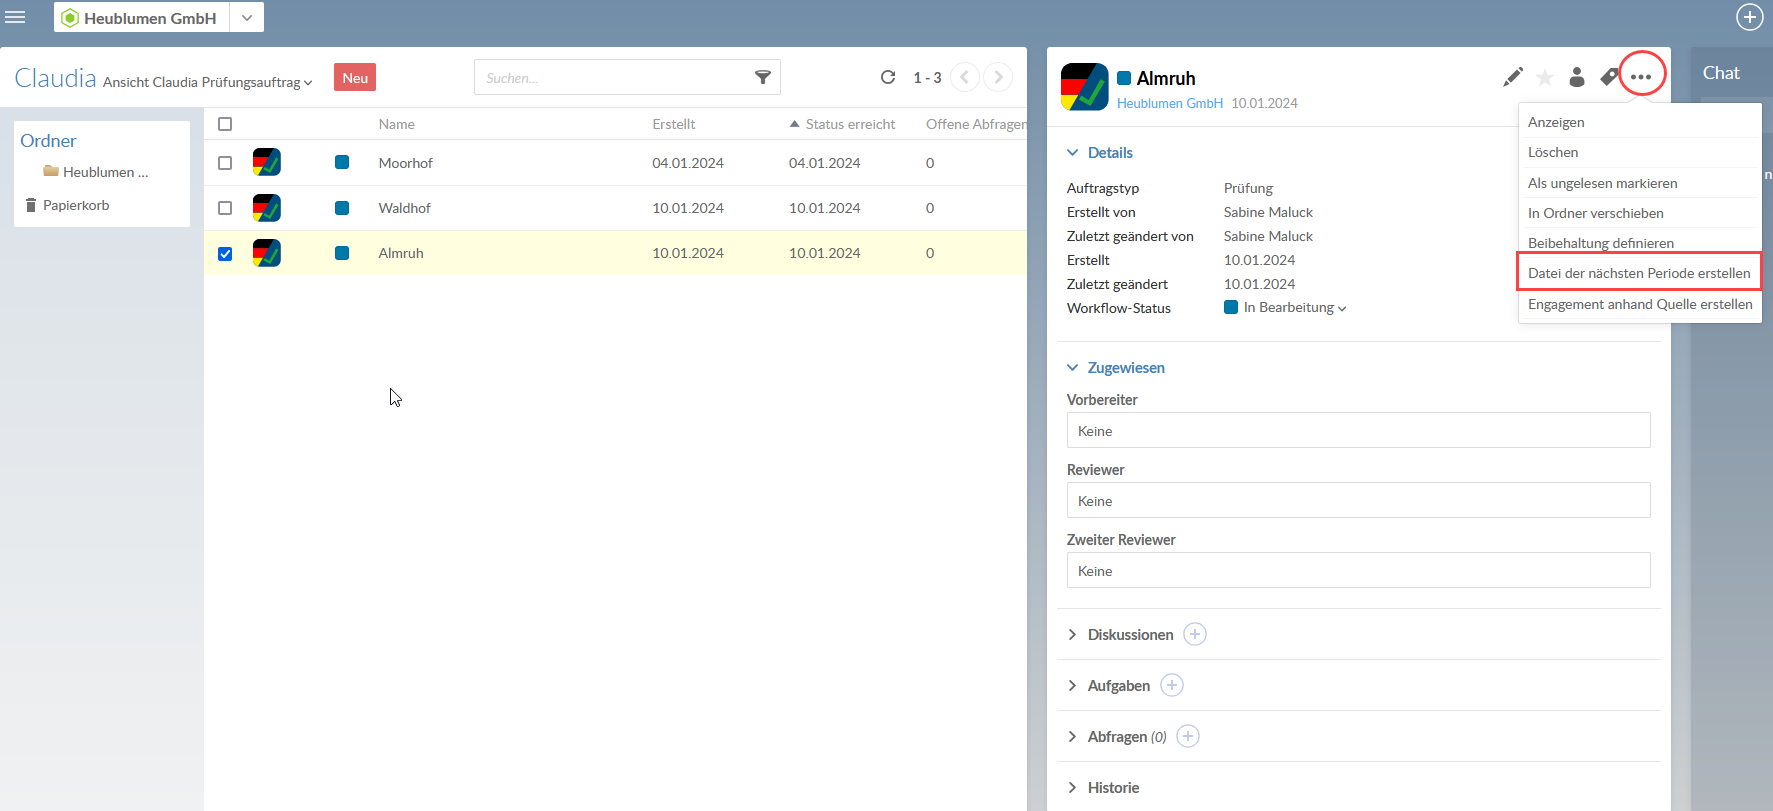 Heublumen GmbH
Claudia Ansicht Claudia Prüfungsauftrag
Neu
Suchen...
1 - 3
Ordner
Heublumen ...
Papierkorb
Name Erstellt Status erreicht Offene Abfragen
Moorhof 04.01.2024 04.01.2024 0
Waldhof 10.01.2024 10.01.2024 0
Almruh 10.01.2024 10.01.2024 0
Almruh
Heublumen GmbH 10.01.2024
Details
Auftragstyp Prüfung
Erstellt von Sabine Maluck
Zuletzt geändert von Sabine Maluck
Erstellt 10.01.2024
Zuletzt geändert 10.01.2024
Workflow-Status In Bearbeitung
Zugewiesen
Vorbereiter
Keine
Reviewer
Keine
Zweiter Reviewer
Keine
Diskussionen
Aufgaben
Abfragen (0)
Historie
Anzeigen
Löschen
Als ungelesen markieren
In Ordner verschieben
Beibehaltung definieren
Datei der nächsten Periode erstellen
Engagement anhand Quelle erstellen
Chat
n